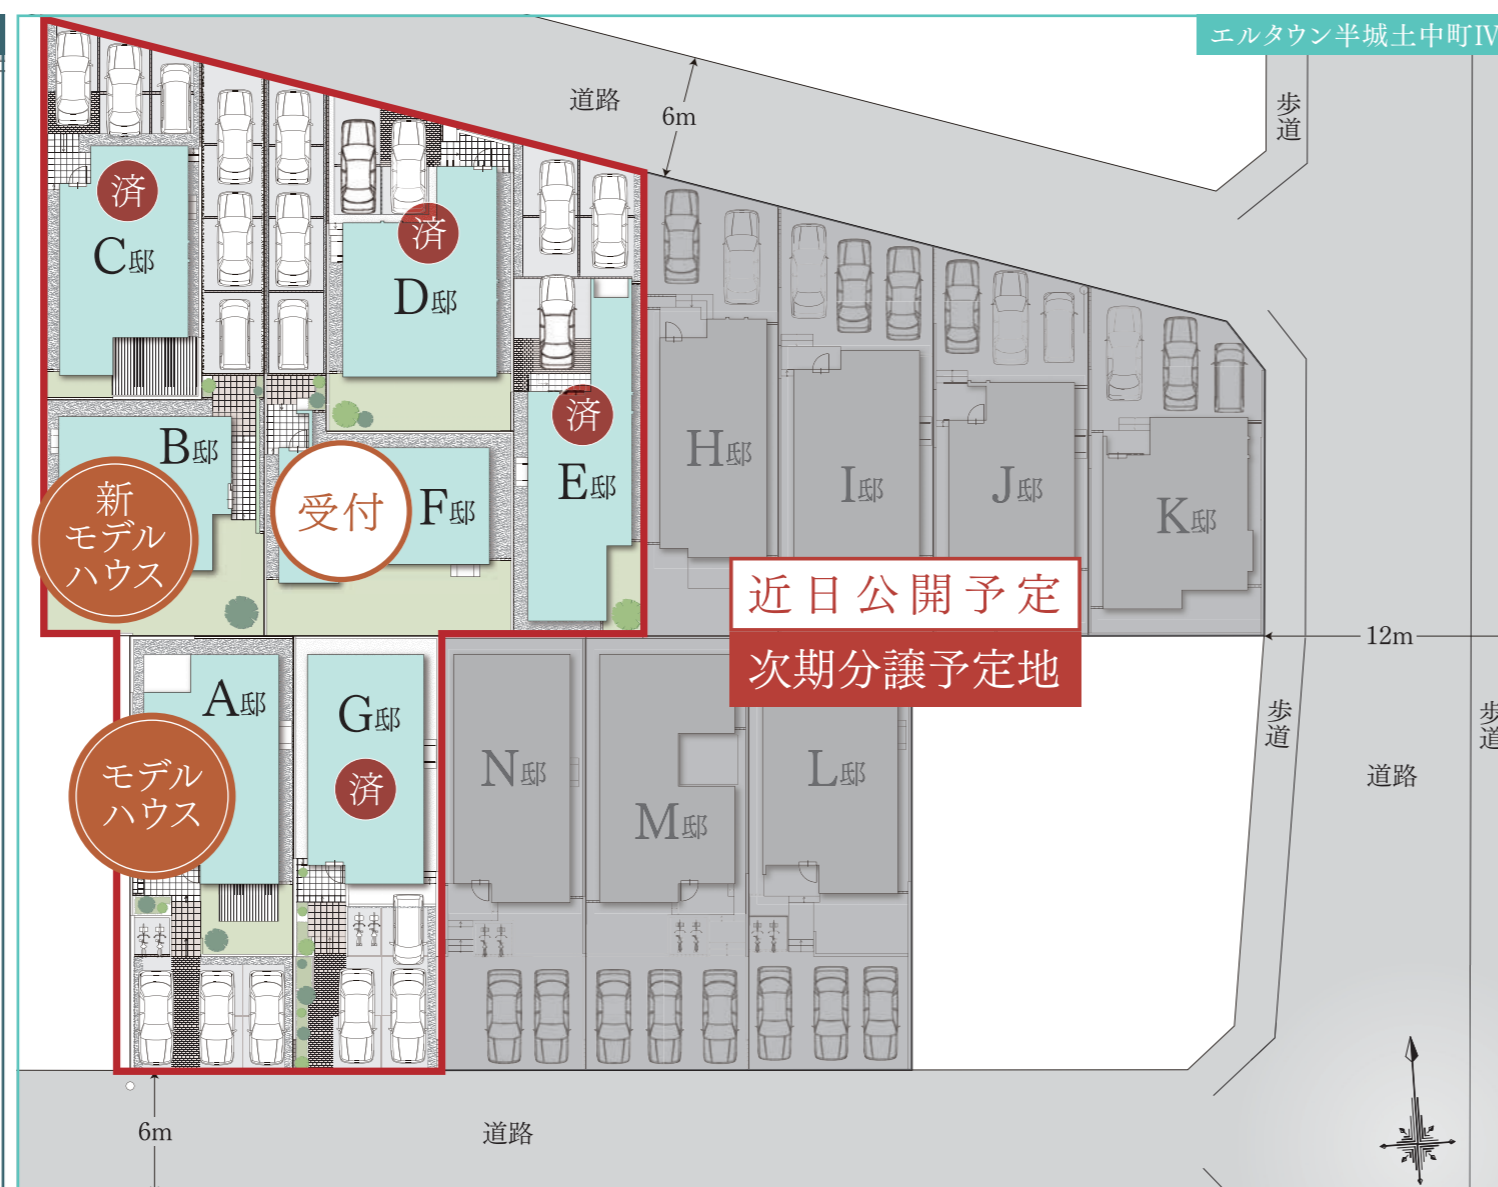 エルタウン半城土中町Ⅳ
道路
6m
歩道
済
C邸
済
D邸
済
E邸
B邸
新
モデル
ハウス
受付
F邸
H邸
I邸
J邸
K邸
近日公開予定
次期分譲予定地
12m
A邸
モデル
ハウス
G邸
済
N邸
M邸
L邸
歩道
道路
歩道
6m
道路